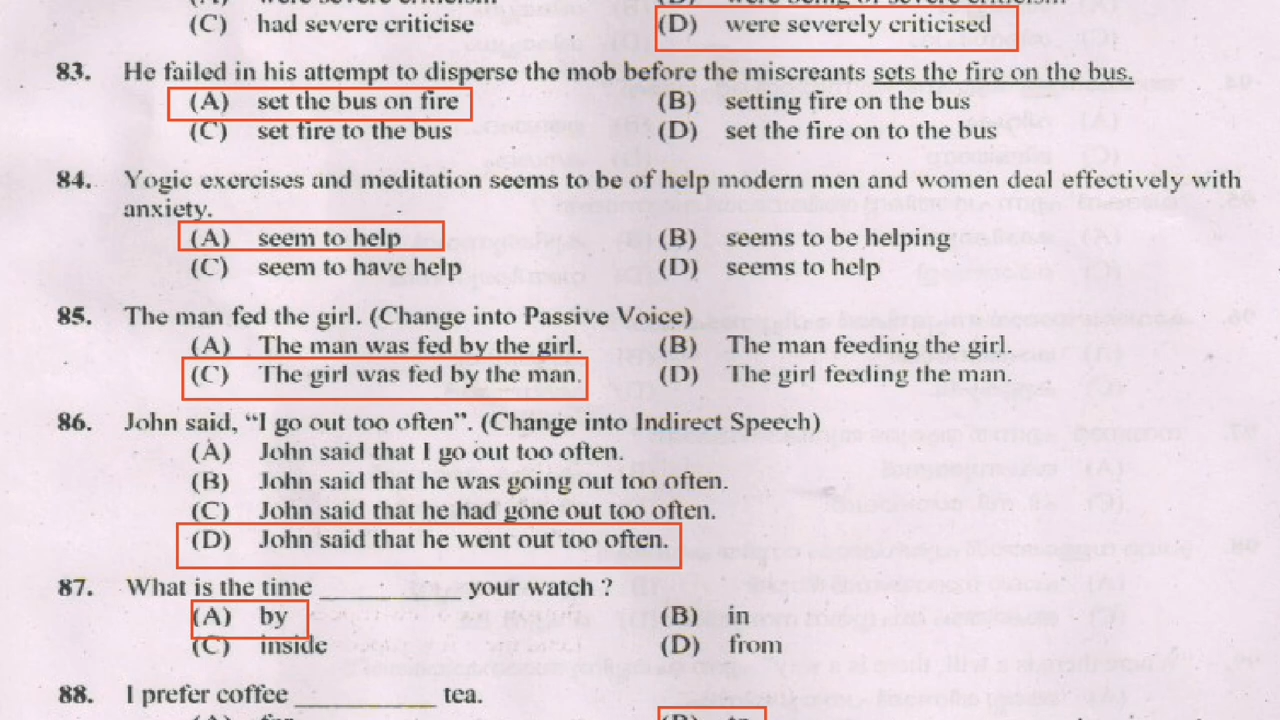 (C) had severe criticise (D) were severely criticised
83. He failed in his attempt to disperse the mob before the miscreants sets the fire on the bus.
(A) set the bus on fire (B) setting fire on the bus
(C) set fire to the bus (D) set the fire on to the bus
84. Yogic exercises and meditation seems to be of help modern men and women deal effectively with
anxiety.
(A) seem to help (B) seems to be helping
(C) seem to have help (D) seems to help
85. The man fed the girl. (Change into Passive Voice)
(A) The man was fed by the girl. (B) The man feeding the girl.
(C) The girl was fed by the man. (D) The girl feeding the man.
86. John said, “I go out too often”. (Change into Indirect Speech)
(A) John said that I go out too often.
(B) John said that he was going out too often.
(C) John said that he had gone out too often.
(D) John said that he went out too often.
87. What is the time ________ your watch ?
(A) by (B) in
(C) inside (D) from
88. I prefer coffee ________ tea.